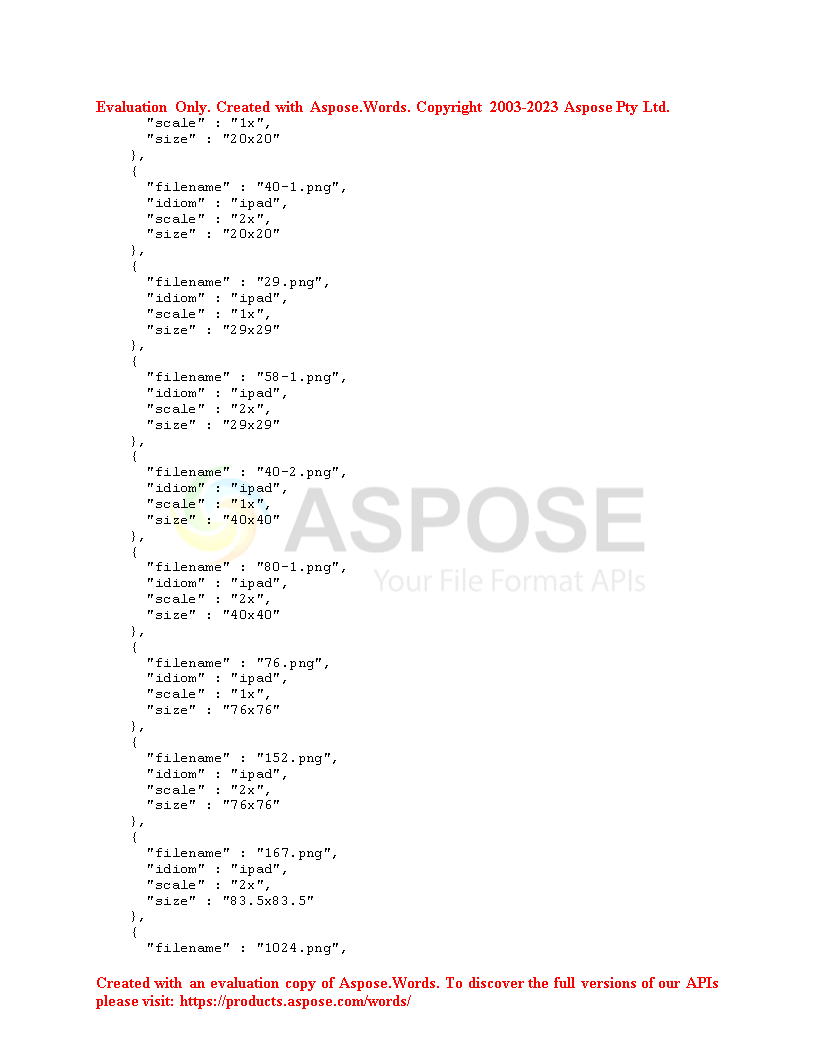 Evaluation Only. Created with Aspose.Words. Copyright 2003-2023 Aspose Pty Ltd.
      "scale" : "1x",
      "size" : "20x20"
    },
    {
      "filename" : "40-1.png",
      "idiom" : "ipad",
      "scale" : "2x",
      "size" : "20x20"
    },
    {
      "filename" : "29.png",
      "idiom" : "ipad",
      "scale" : "1x",
      "size" : "29x29"
    },
    {
      "filename" : "58-1.png",
      "idiom" : "ipad",
      "scale" : "2x",
      "size" : "29x29"
    },
    {
      "filename" : "40-2.png",
      "idiom" : "ipad",
      "scale" : "1x",
      "size" : "40x40"
    },
    {
      "filename" : "80-1.png",
      "idiom" : "ipad",
      "scale" : "2x",
      "size" : "40x40"
    },
    {
      "filename" : "76.png",
      "idiom" : "ipad",
      "scale" : "1x",
      "size" : "76x76"
    },
    {
      "filename" : "152.png",
      "idiom" : "ipad",
      "scale" : "2x",
      "size" : "76x76"
    },
    {
      "filename" : "167.png",
      "idiom" : "ipad",
      "scale" : "2x",
      "size" : "83.5x83.5"
    },
    {
      "filename" : "1024.png",
ASPOSE
Your File Format APIs
Created with an evaluation copy of Aspose.Words. To discover the full versions of our APIs
please visit: https://products.aspose.com/words/